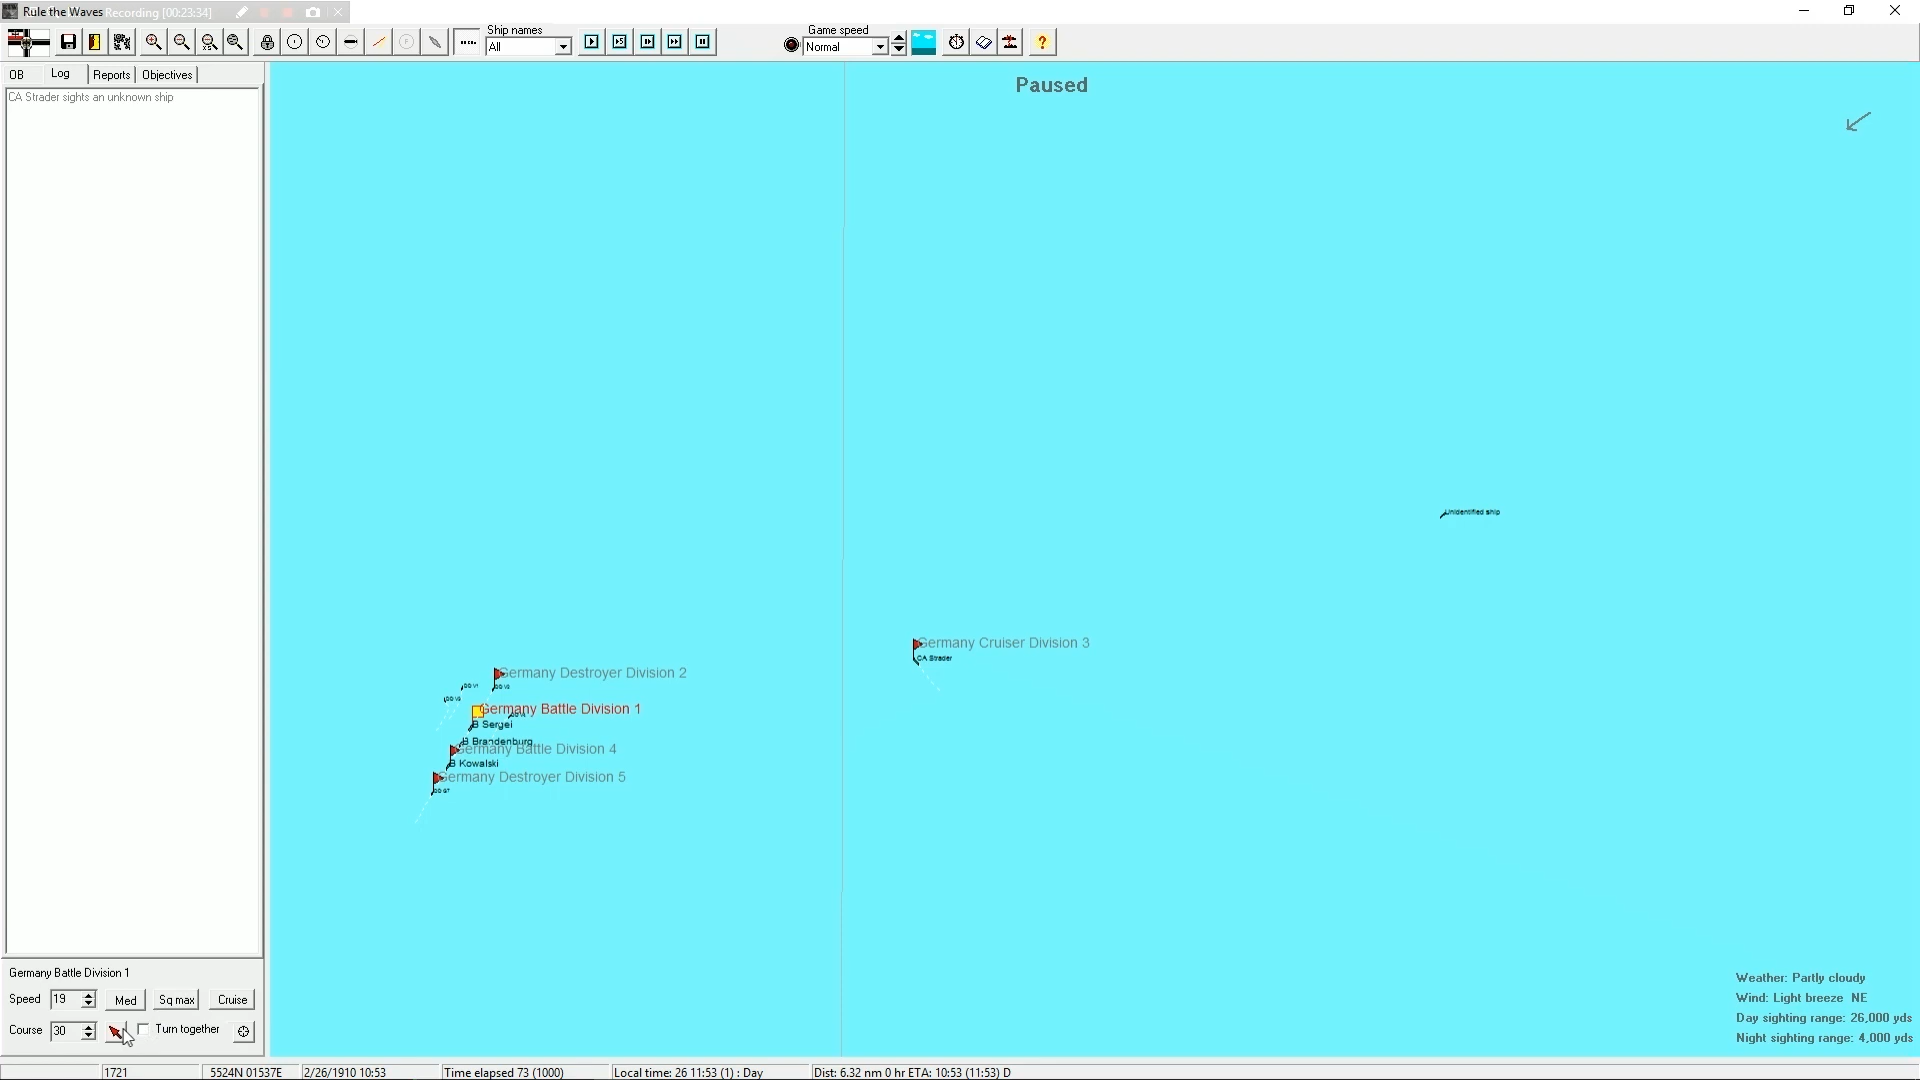 Rule the Waves Recording [00:23:34]
Ship names
All
Game speed
Normal
?
OB Log Reports Objectives
CA Strader sights an unknown ship
Paused
Unidentified ship
Germany Cruiser Division 3
CA Strader
Germany Destroyer Division 2
Germany Battle Division 1
B Sergei
B Brandenburg
Germany Battle Division 4
B Kowalski
Germany Destroyer Division 5
Germany Battle Division 1
Speed 19 Med Sq max Cruise
Course 30 Turn together
Weather: Partly cloudy
Wind: Light breeze NE
Day sighting range: 26,000 yds
Night sighting range: 4,000 yds
1721 5524N 01537E 2/26/1910 10:53 Time elapsed 73 (1000) Local time: 26 11:53 (1) : Day Dist: 6.32 nm 0 hr ETA: 10:53 (11:53) D